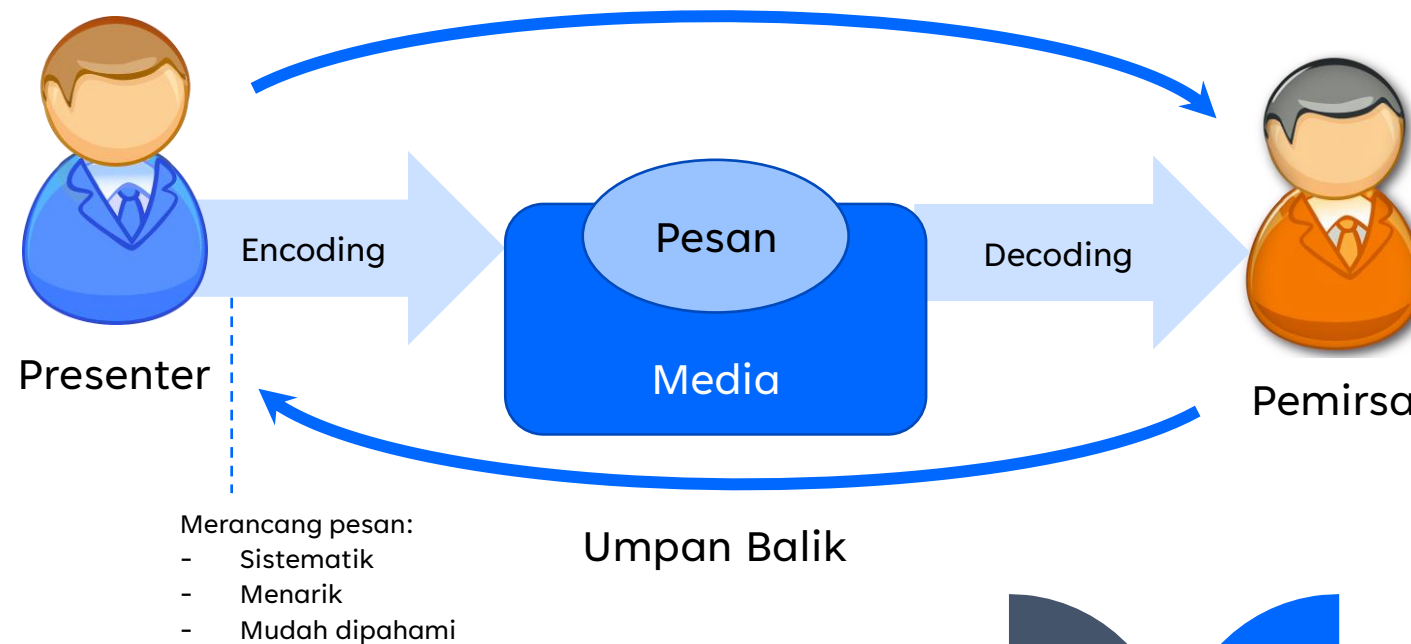 Encoding
Pesan
Decoding
Media
Presenter
Pemirsa
Umpan Balik
Merancang pesan:
- Sistematik
- Menarik
- Mudah dipahami